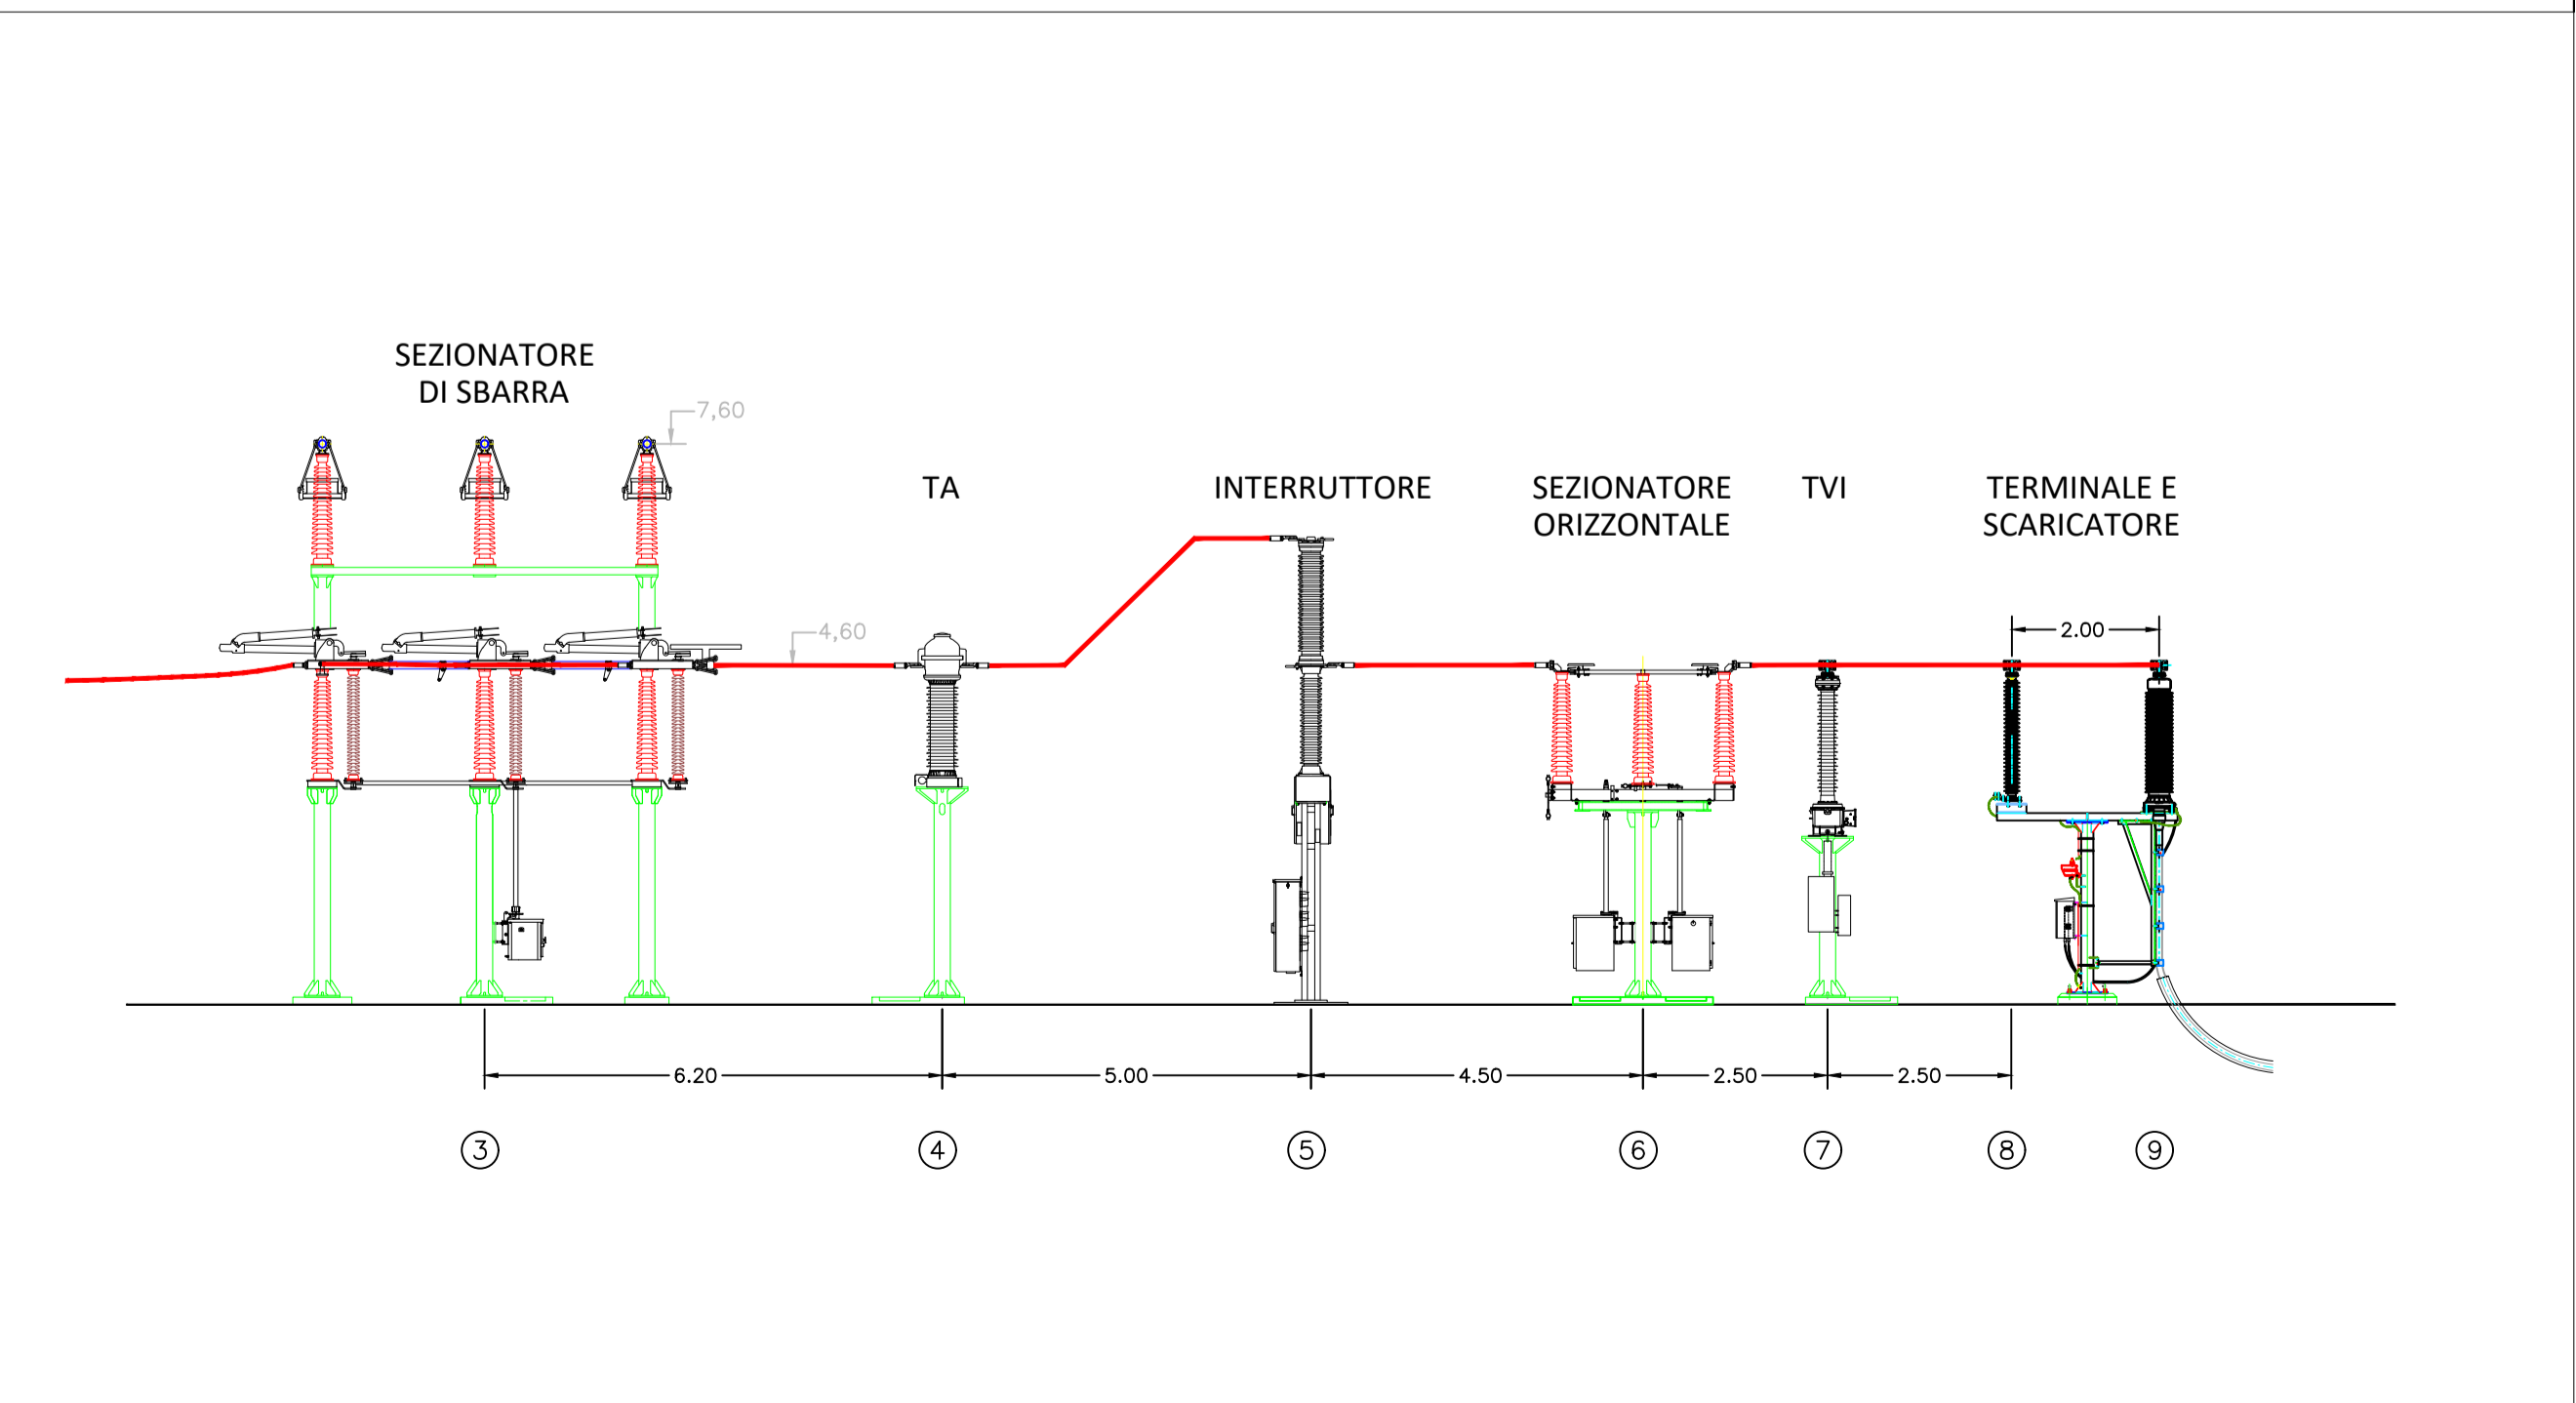 SEZIONATORE
DI SBARRA
7,60
TA
INTERRUTTORE
SEZIONATORE
ORIZZONTALE
TVI
TERMINALE E
SCARICATORE
4,60
2.00
6.20
5.00
4.50
2.50
2.50
3
4
5
6
7
8
9